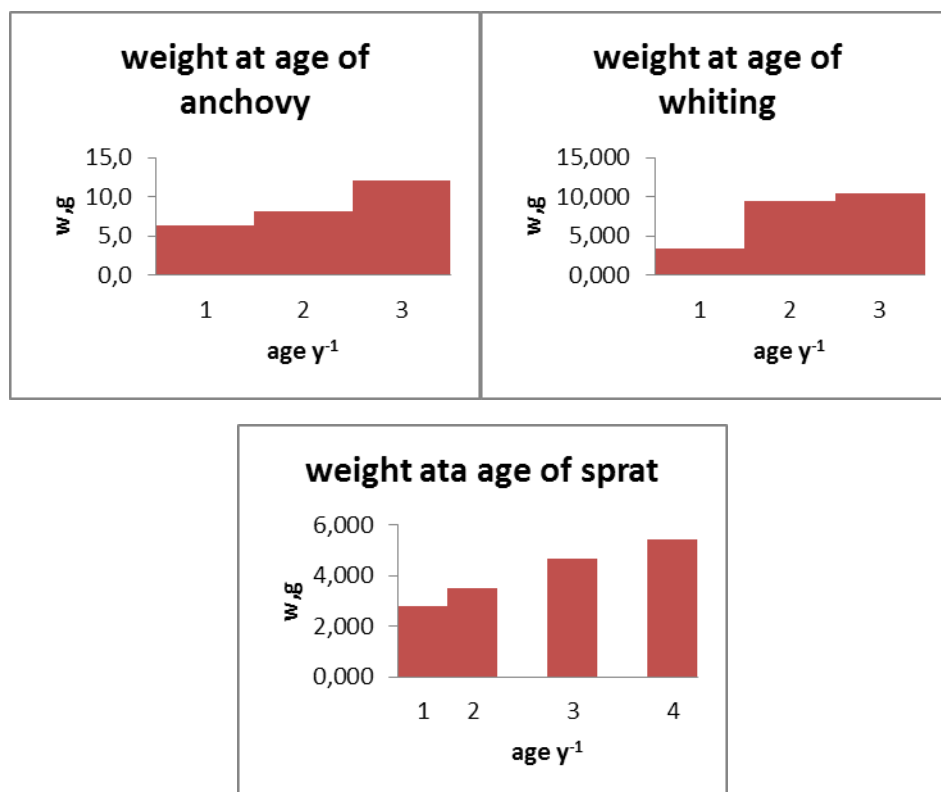 weight at age of
anchovy
15,0
10,0
5,0
0,0
w,g
1 2 3
age y⁻¹
weight at age of
whiting
15,000
10,000
5,000
0,000
w,g
1 2 3
age y⁻¹
weight ata age of sprat
6,000
4,000
2,000
0,000
w,g
1 2 3 4
age y⁻¹